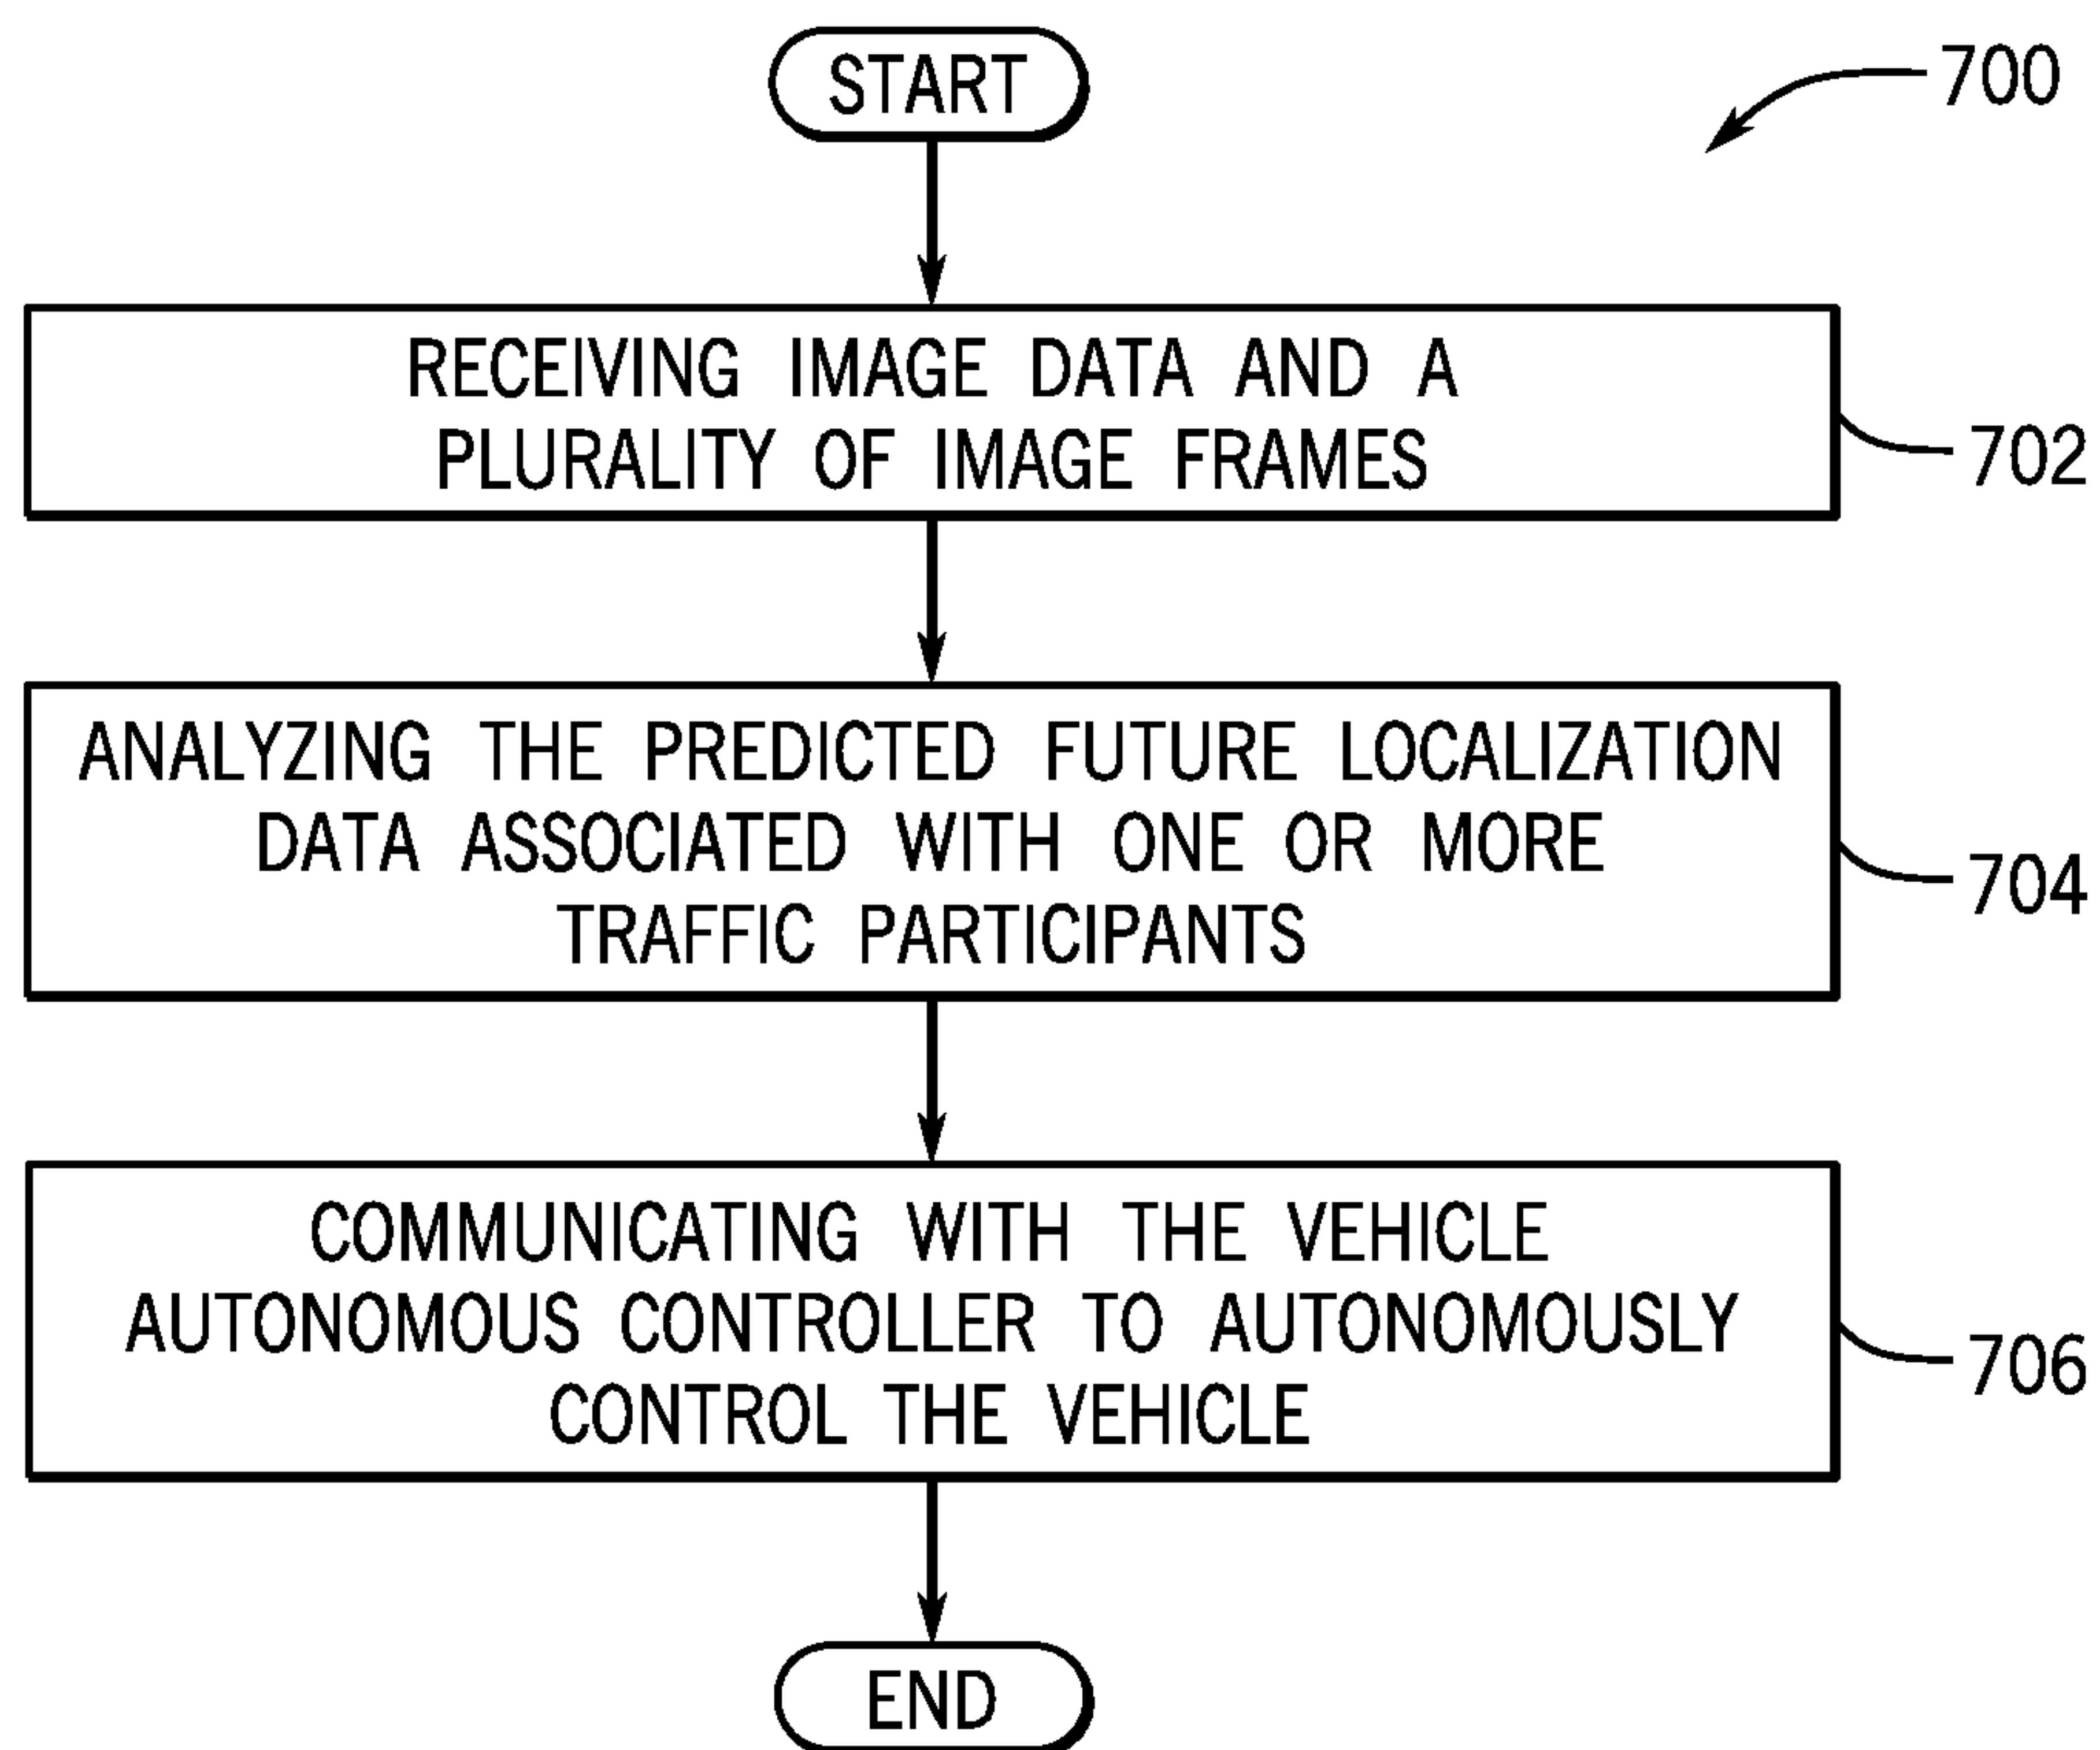 START
700
RECEIVING IMAGE DATA AND A
PLURALITY OF IMAGE FRAMES
702
ANALYZING THE PREDICTED FUTURE LOCALIZATION
DATA ASSOCIATED WITH ONE OR MORE
TRAFFIC PARTICIPANTS
704
COMMUNICATING WITH THE VEHICLE
AUTONOMOUS CONTROLLER TO AUTONOMOUSLY
CONTROL THE VEHICLE
706
END